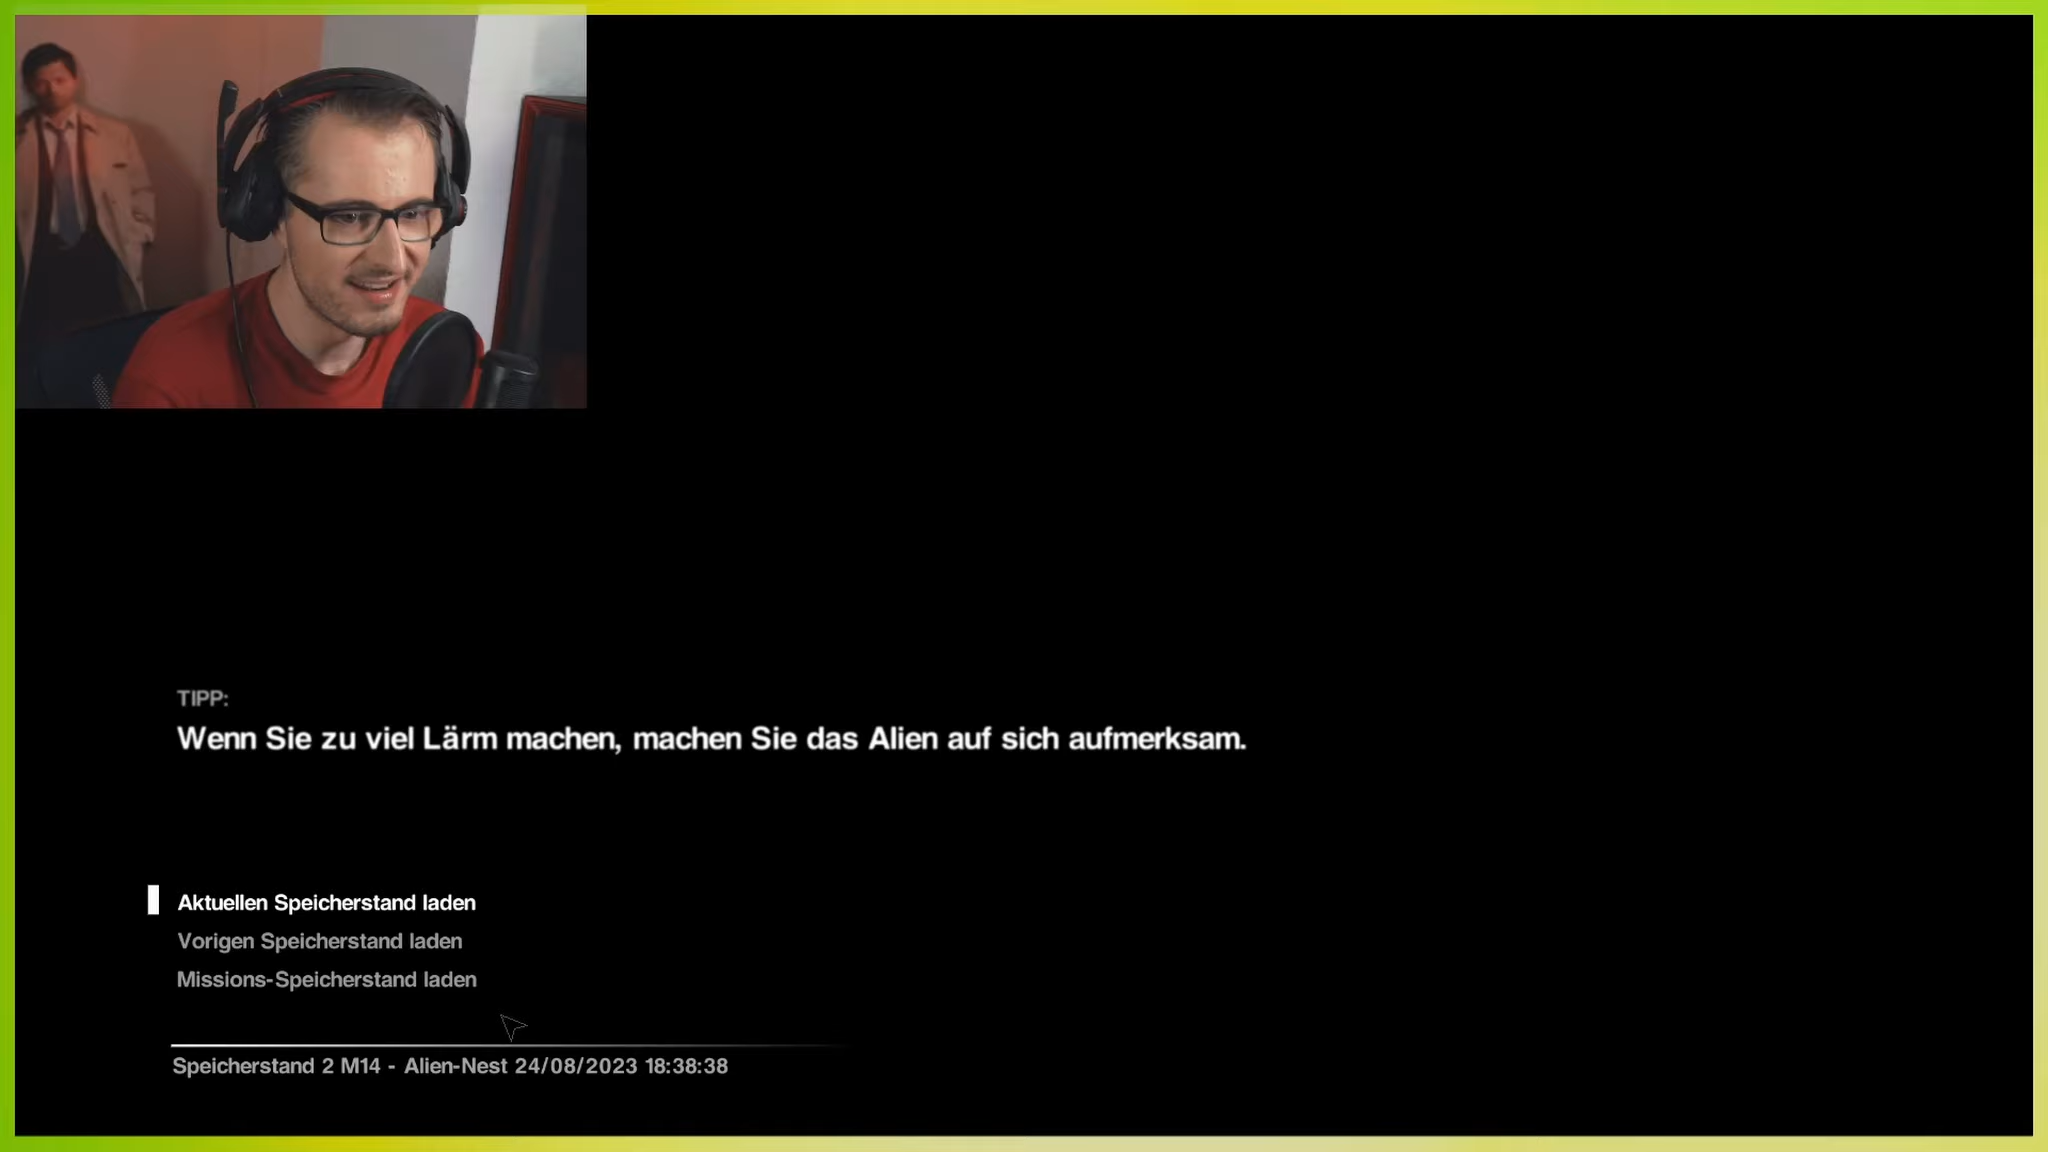 TIPP:
Wenn Sie zu viel Lärm machen, machen Sie das Alien auf sich aufmerksam.
Aktuellen Speicherstand laden
Vorigen Speicherstand laden
Missions-Speicherstand laden
Speicherstand 2 M14 - Alien-Nest 24/08/2023 18:38:38